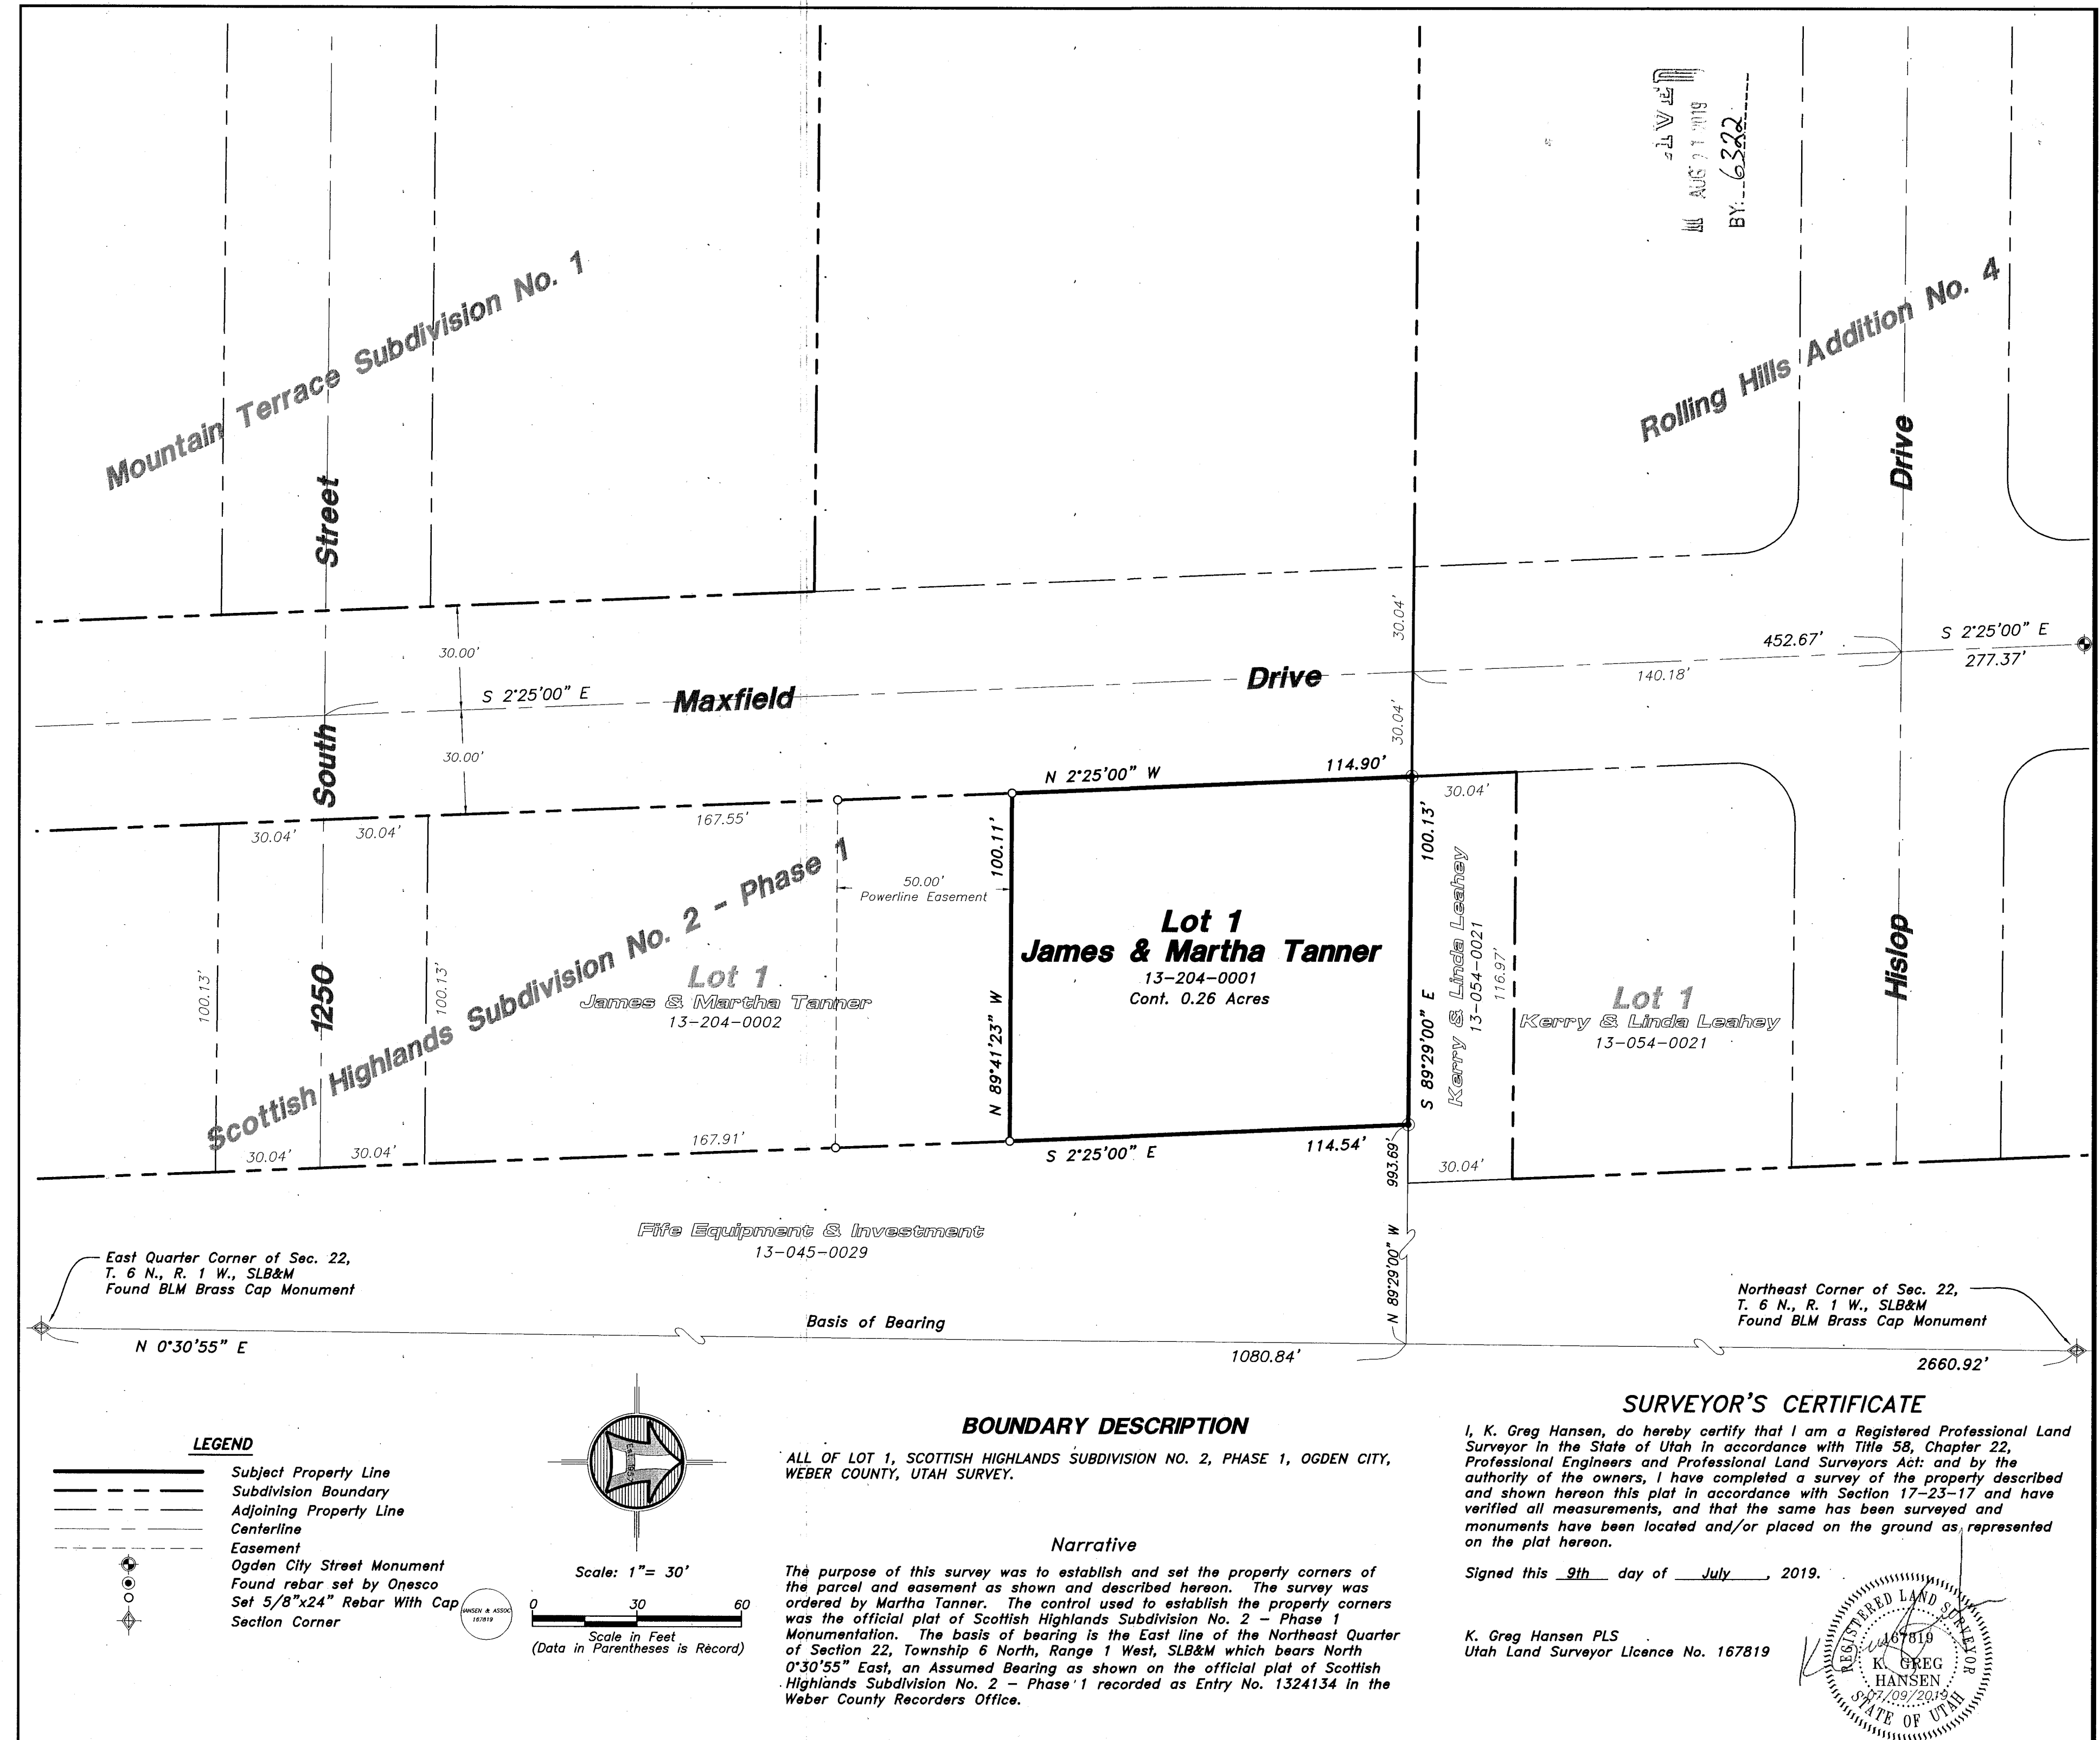 AUG 2019
BY: 6322
Mountain Terrace Subdivision No. 1
Rolling Hills Addition No. 4
1250 South Street
Hislop Drive
Maxfield Drive
30.00'
30.00'
S 2°25'00" E
30.04'
30.04'
452.67'
140.18'
S 2°25'00" E
277.37'
N 2°25'00" W
114.90'
30.04'
30.04'
30.04'
167.55'
100.13'
100.13'
Scottish Highlands Subdivision No. 2 - Phase 1
50.00'
Powerline Easement
100.11'
N 89°41'23" W
100.13'
S 89°29'00" E
Lot 1
James & Martha Tanner
13-204-0001
Cont. 0.26 Acres
Lot 1
James & Martha Tanner
13-204-0002
Kerry & Linda Leahey
13-054-0021
116.97'
Lot 1
Kerry & Linda Leahey
13-054-0021
30.04'
30.04'
167.91'
S 2°25'00" E
114.54'
993.69'
N 89°29'00" W
30.04'
Fife Equipment & Investment
13-045-0029
East Quarter Corner of Sec. 22,
T. 6 N., R. 1 W., SLB&M
Found BLM Brass Cap Monument
Northeast Corner of Sec. 22,
T. 6 N., R. 1 W., SLB&M
Found BLM Brass Cap Monument
N 0°30'55" E
Basis of Bearing
1080.84'
2660.92'
LEGEND
Subject Property Line
Subdivision Boundary
Adjoining Property Line
Centerline
Easement
Ogden City Street Monument
Found rebar set by Onesco
Set 5/8"x24" Rebar With Cap
HANSEN & ASSOC
167819
Section Corner
Scale: 1"= 30'
0 30 60
Scale in Feet
(Data in Parentheses is Record)
BOUNDARY DESCRIPTION
ALL OF LOT 1, SCOTTISH HIGHLANDS SUBDIVISION NO. 2, PHASE 1, OGDEN CITY,
WEBER COUNTY, UTAH SURVEY.
Narrative
The purpose of this survey was to establish and set the property corners of
the parcel and easement as shown and described hereon. The survey was
ordered by Martha Tanner. The control used to establish the property corners
was the official plat of Scottish Highlands Subdivision No. 2 - Phase 1
Monumentation. The basis of bearing is the East line of the Northeast Quarter
of Section 22, Township 6 North, Range 1 West, SLB&M which bears North
0°30'55" East, an Assumed Bearing as shown on the official plat of Scottish
Highlands Subdivision No. 2 - Phase 1 recorded as Entry No. 1324134 in the
Weber County Recorders Office.
SURVEYOR'S CERTIFICATE
I, K. Greg Hansen, do hereby certify that I am a Registered Professional Land
Surveyor in the State of Utah in accordance with Title 58, Chapter 22,
Professional Engineers and Professional Land Surveyors Act: and by the
authority of the owners, I have completed a survey of the property described
and shown hereon this plat in accordance with Section 17-23-17 and have
verified all measurements, and that the same has been surveyed and
monuments have been located and/or placed on the ground as represented
on the plat hereon.
Signed this 9th day of July, 2019.
K. Greg Hansen PLS
Utah Land Surveyor Licence No. 167819
REGISTERED LAND SURVEYOR
167819
K. GREG
HANSEN
07/09/2019
STATE OF UTAH